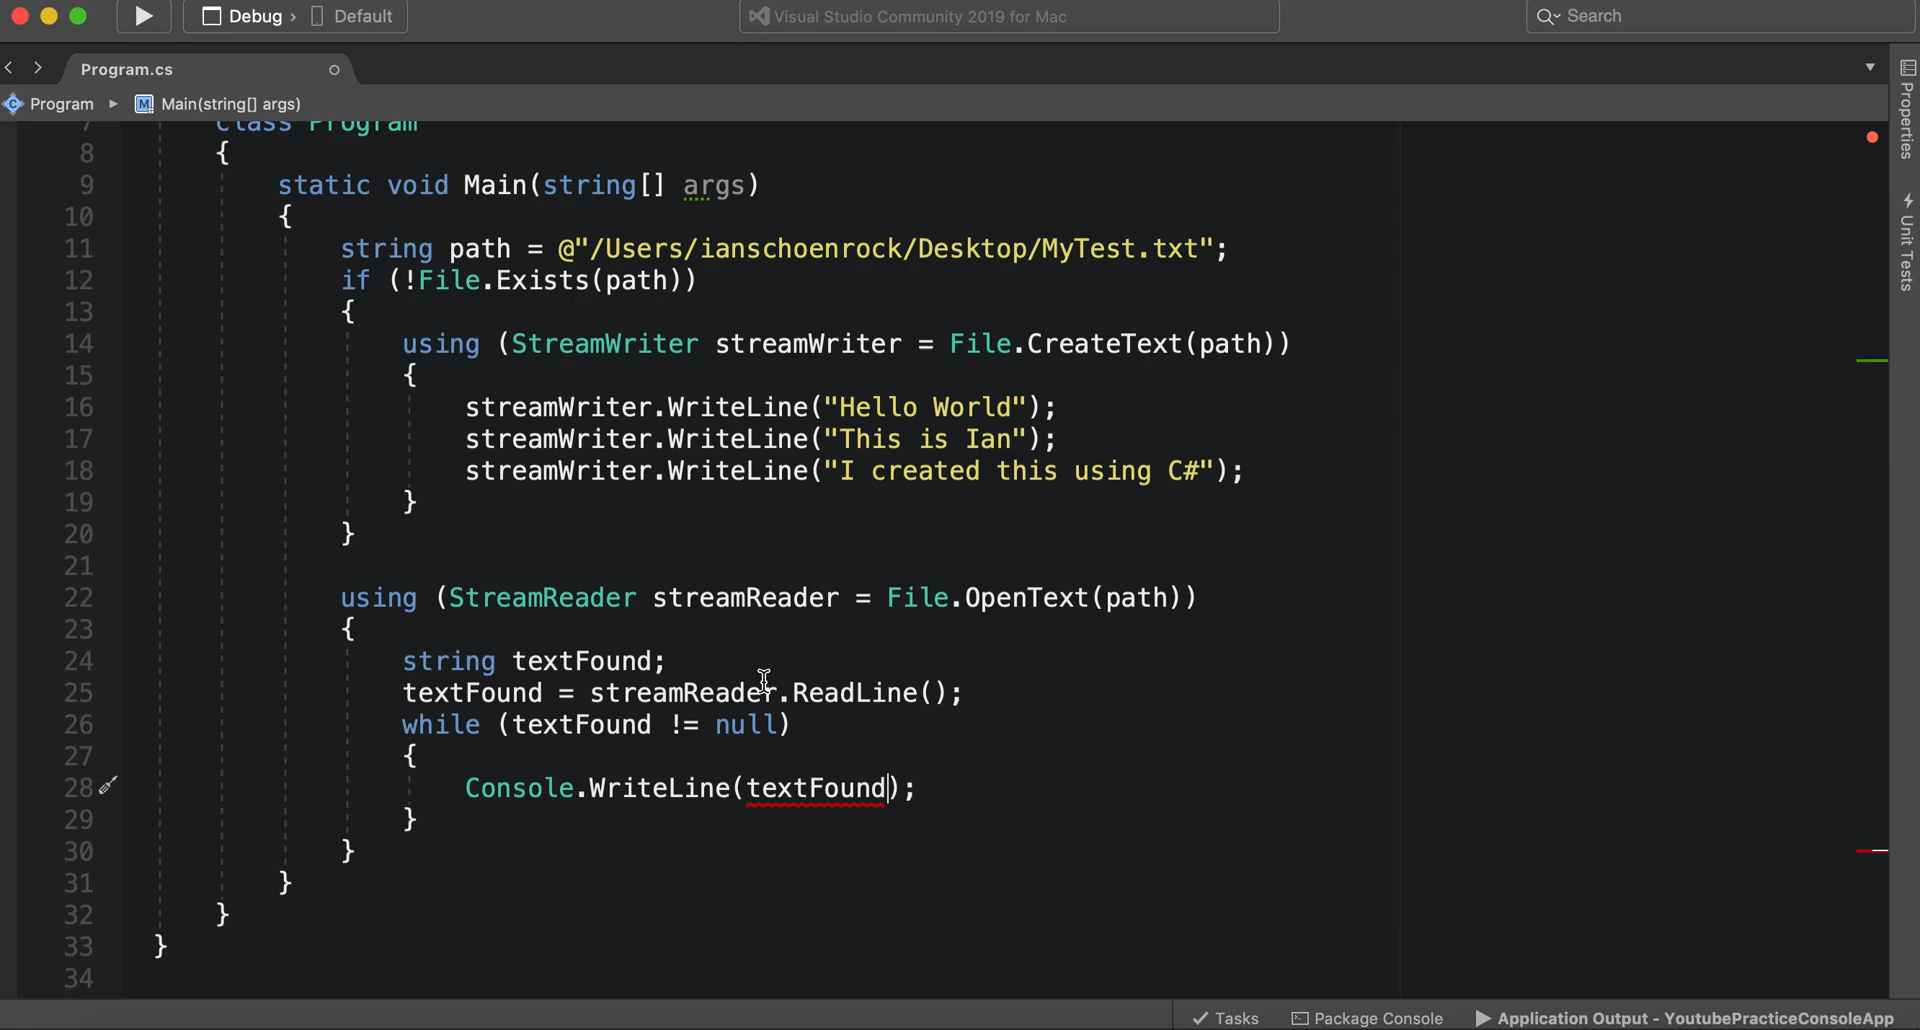 Debug › Default
Visual Studio Community 2019 for Mac
Search
Program.cs
Program ▸ Main(string[] args)
Properties
Unit Tests
7 class Program
8 {
9 static void Main(string[] args)
10 {
11 string path = @"/Users/ianschoenrock/Desktop/MyTest.txt";
12 if (!File.Exists(path))
13 {
14 using (StreamWriter streamWriter = File.CreateText(path))
15 {
16 streamWriter.WriteLine("Hello World");
17 streamWriter.WriteLine("This is Ian");
18 streamWriter.WriteLine("I created this using C#");
19 }
20 }
21
22 using (StreamReader streamReader = File.OpenText(path))
23 {
24 string textFound;
25 textFound = streamReader.ReadLine();
26 while (textFound != null)
27 {
28 Console.WriteLine(textFound);
29 }
30 }
31 }
32 }
33 }
34
Tasks
Package Console
Application Output - YoutubePracticeConsoleApp